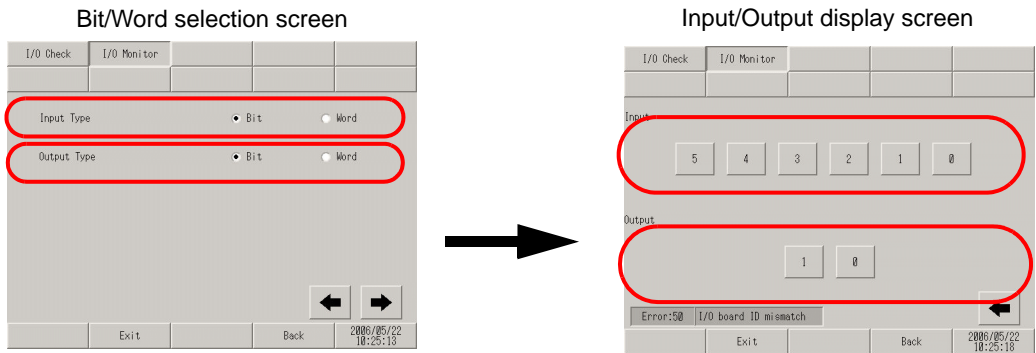 Bit/Word selection screen
I/O Check I/O Monitor
Input Type Bit Word
Output Type Bit Word
Exit Back 2006/05/22
10:25:13
Input/Output display screen
I/O Check I/O Monitor
Input
5 4 3 2 1 0
Output
1 0
Error:50 I/O board ID mismatch
Exit Back 2006/05/22
10:25:18